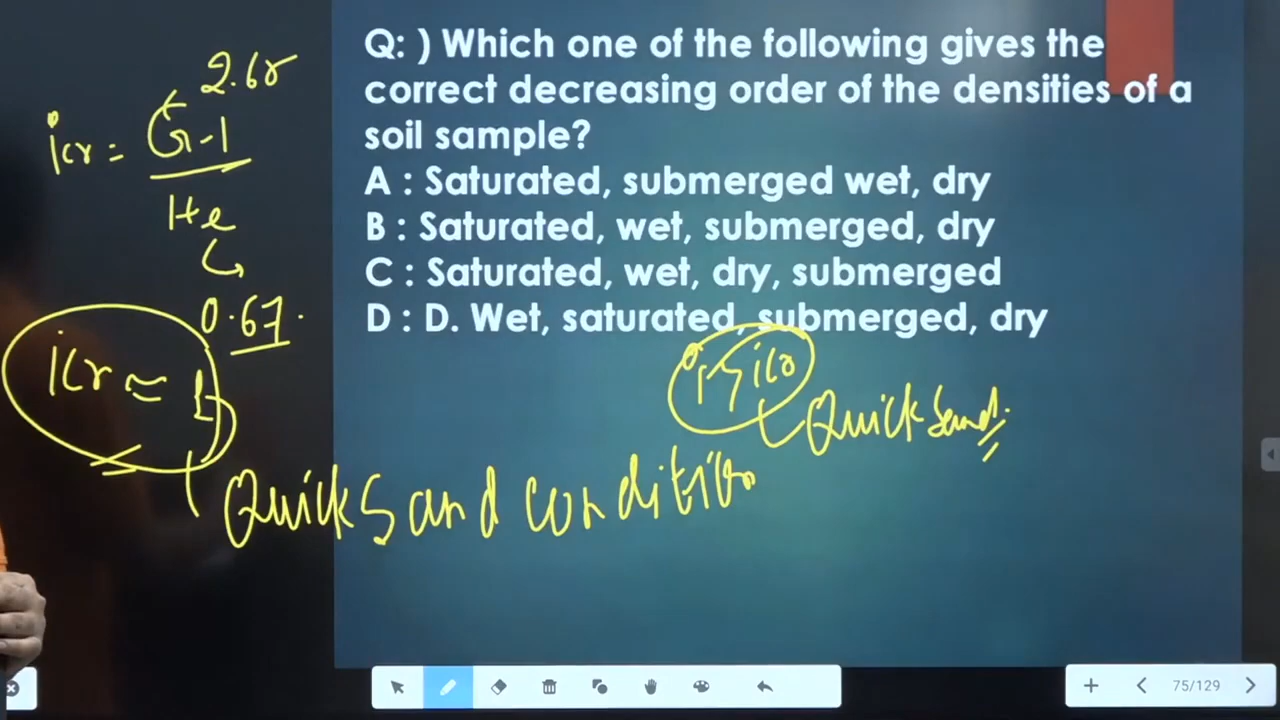 Q: ) Which one of the following gives the
correct decreasing order of the densities of a
soil sample?
A : Saturated, submerged wet, dry
B : Saturated, wet, submerged, dry
C : Saturated, wet, dry, submerged
D : D. Wet, saturated, submerged, dry
2.65
icr = G-1
1+e
0.67.
icr ≈ 1
Quick Sand.
Quick Sand condition
75/129